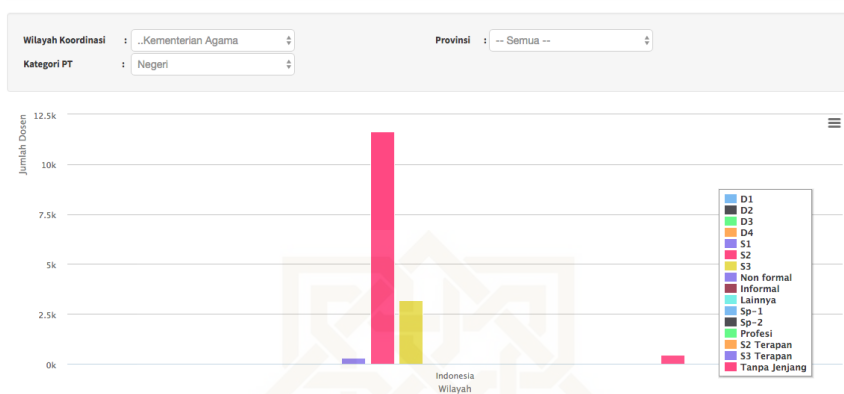 Wilayah Koordinasi : ..Kementerian Agama Provinsi : -- Semua --
Kategori PT : Negeri
12.5k
10k
7.5k
5k
2.5k
0k
Jumlah Dosen
D1
D2
D3
D4
S1
S2
S3
Non formal
Informal
Lainnya
Sp-1
Sp-2
Profesi
S2 Terapan
S3 Terapan
Tanpa Jenjang
Indonesia
Wilayah